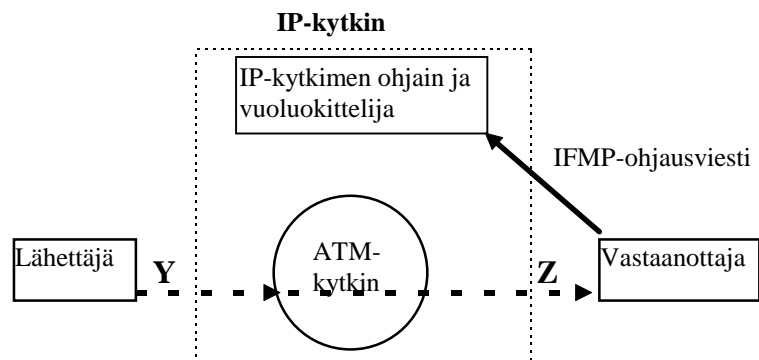 IP-kytkin
IP-kytkimen ohjain ja
vuoluokittelija
IFMP-ohjausviesti
Lähettäjä
Y
ATM-
kytkin
Z
Vastaanottaja